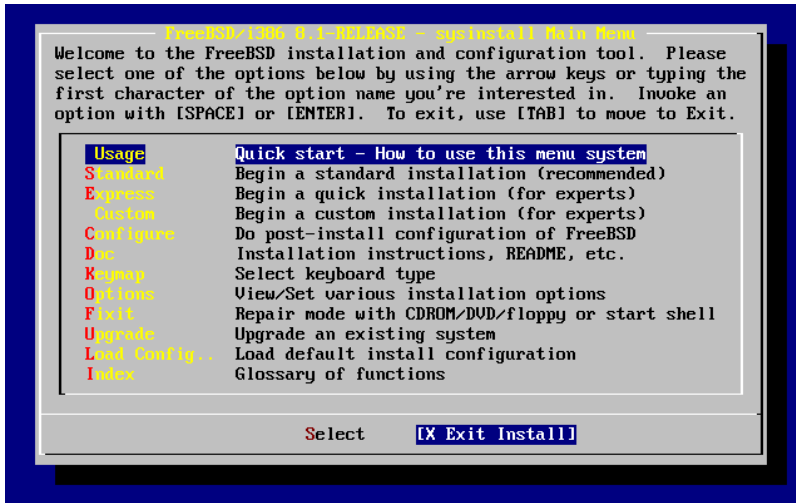 FreeBSD/i386 8.1-RELEASE - sysinstall Main Menu
Welcome to the FreeBSD installation and configuration tool.  Please
select one of the options below by using the arrow keys or typing the
first character of the option name you're interested in.  Invoke an
option with [SPACE] or [ENTER].  To exit, use [TAB] to move to Exit.
Usage Quick start - How to use this menu system
Standard Begin a standard installation (recommended)
Express Begin a quick installation (for experts)
Custom Begin a custom installation (for experts)
Configure Do post-install configuration of FreeBSD
Doc Installation instructions, README, etc.
Keymap Select keyboard type
Options View/Set various installation options
Fixit Repair mode with CDROM/DVD/floppy or start shell
Upgrade Upgrade an existing system
Load Config.. Load default install configuration
Index Glossary of functions
Select [X Exit Install]